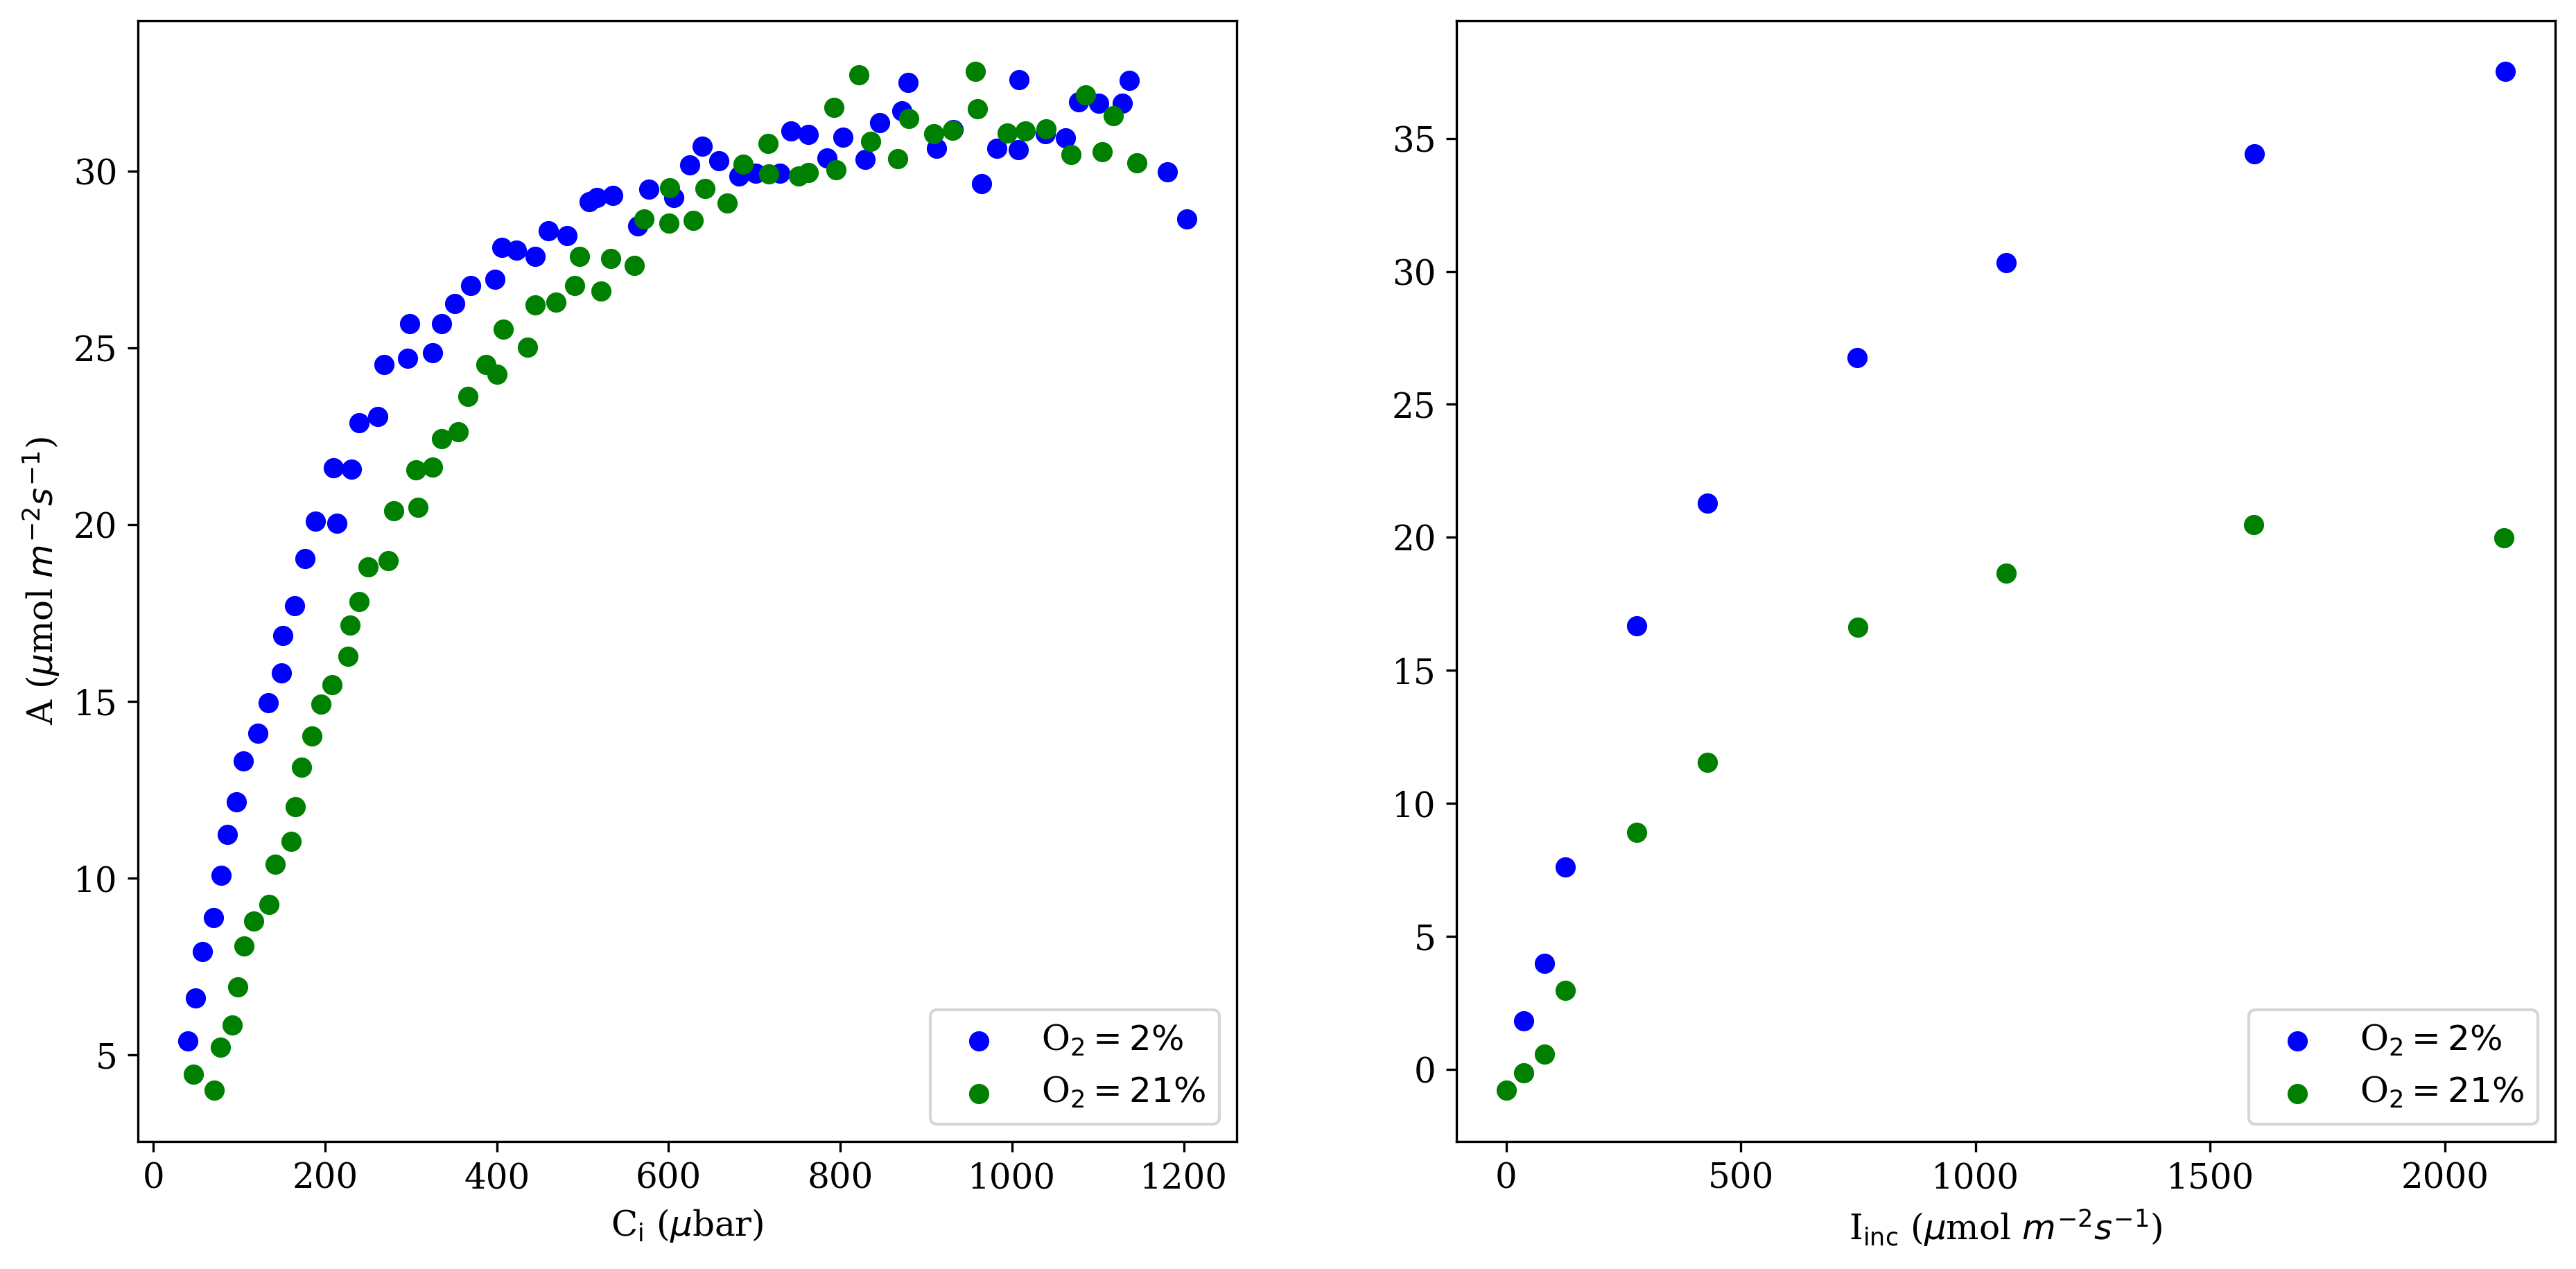 A (μmol m⁻²s⁻¹)
30
25
20
15
10
5
0 200 400 600 800 1000 1200
C_i (μbar)
O₂ = 2%
O₂ = 21%
35
30
25
20
15
10
5
0
0 500 1000 1500 2000
I_inc (μmol m⁻²s⁻¹)
O₂ = 2%
O₂ = 21%